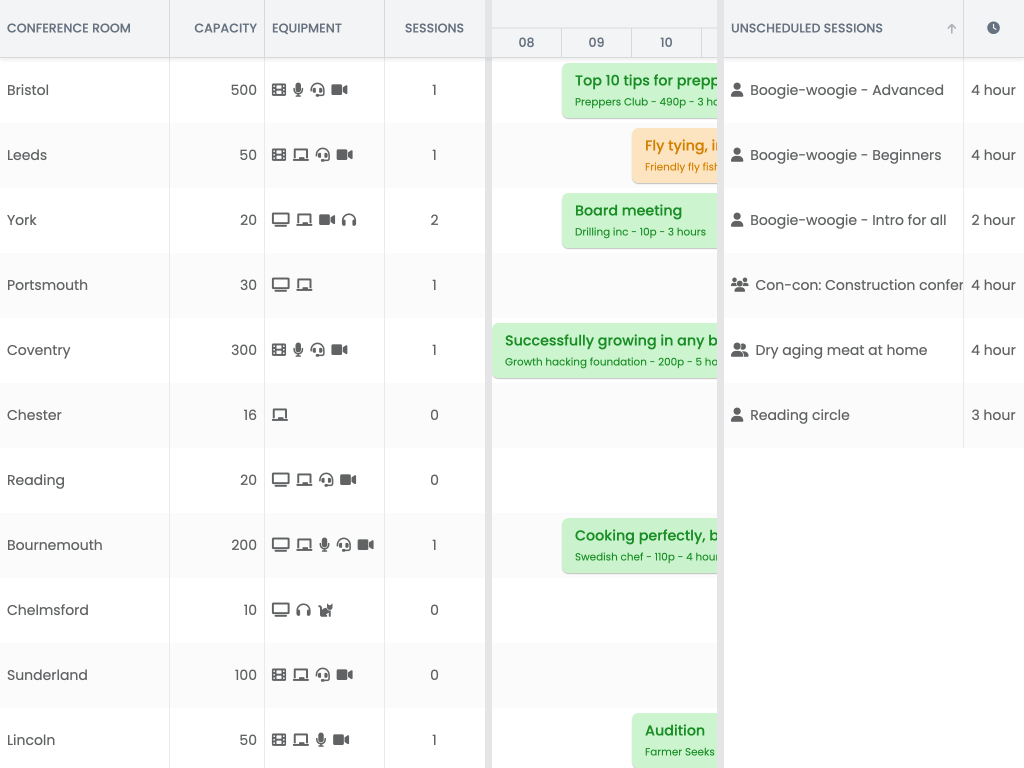 CONFERENCE ROOM CAPACITY EQUIPMENT SESSIONS UNSCHEDULED SESSIONS
08 09 10
Bristol 500 1 Top 10 tips for prepp Boogie-woogie - Advanced 4 hour
Preppers Club - 490p - 3 ho
Leeds 50 1 Fly tying, in Boogie-woogie - Beginners 4 hour
Friendly fly fish
York 20 2 Board meeting Boogie-woogie - Intro for all 2 hour
Drilling inc - 10p - 3 hours
Portsmouth 30 1 Con-con: Construction confer 4 hour
Coventry 300 1 Successfully growing in any b Dry aging meat at home 4 hour
Growth hacking foundation - 200p - 5 ho
Chester 16 0 Reading circle 3 hour
Reading 20 0
Bournemouth 200 1 Cooking perfectly, b
Swedish chef - 110p - 4 hour
Chelmsford 10 0
Sunderland 100 0
Lincoln 50 1 Audition
Farmer Seeks